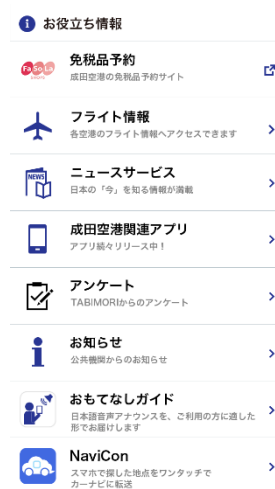 お役立ち情報
Fa So La
免税品予約
成田空港の免税品予約サイト
フライト情報
各空港のフライト情報へアクセスできます
NEWS
ニュースサービス
日本の「今」を知る情報が満載
成田空港関連アプリ
アプリ続々リリース中！
アンケート
TABIMORIからのアンケート
お知らせ
公共機関からのお知らせ
おもてなしガイド
日本語音声アナウンスを、ご利用の方に適した
形でお届けします
NaviCon
スマホで探した地点をワンタッチで
カーナビに転送